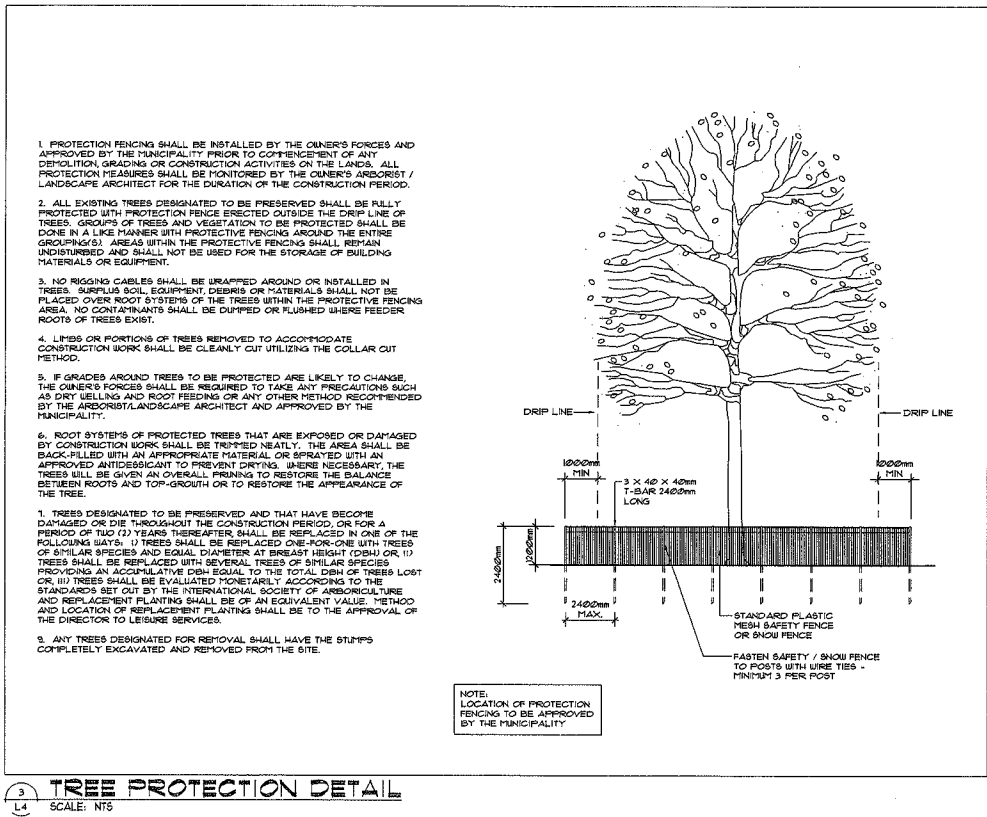 1. PROTECTION FENCING SHALL BE INSTALLED BY THE OWNER'S FORCES AND
APPROVED BY THE MUNICIPALITY PRIOR TO COMMENCEMENT OF ANY
DEMOLITION, GRADING OR CONSTRUCTION ACTIVITIES ON THE LANDS. ALL
PROTECTION MEASURES SHALL BE MONITORED BY THE OWNER'S ARBORIST /
LANDSCAPE ARCHITECT FOR THE DURATION OF THE CONSTRUCTION PERIOD.
2. ALL EXISTING TREES DESIGNATED TO BE PRESERVED SHALL BE FULLY
PROTECTED WITH PROTECTION FENCE ERECTED OUTSIDE THE DRIP LINE OF
TREES. GROUPS OF TREES AND VEGETATION TO BE PROTECTED SHALL BE
DONE IN A LIKE MANNER WITH PROTECTIVE FENCING AROUND THE ENTIRE
GROUPING(S). AREAS WITHIN THE PROTECTIVE FENCING SHALL REMAIN
UNDISTURBED AND SHALL NOT BE USED FOR THE STORAGE OF BUILDING
MATERIALS OR EQUIPMENT.
3. NO RIGGING CABLES SHALL BE WRAPPED AROUND OR INSTALLED IN
TREES. SURPLUS SOIL, EQUIPMENT, DEBRIS OR MATERIALS SHALL NOT BE
PLACED OVER ROOT SYSTEMS OF THE TREES WITHIN THE PROTECTIVE FENCING
AREA. NO CONTAMINANTS SHALL BE DUMPED OR FLUSHED WHERE FEEDER
ROOTS OF TREES EXIST.
4. LIMBS OR PORTIONS OF TREES REMOVED TO ACCOMMODATE
CONSTRUCTION WORK SHALL BE CLEANLY CUT UTILIZING THE COLLAR CUT
METHOD.
5. IF GRADES AROUND TREES TO BE PROTECTED ARE LIKELY TO CHANGE,
THE OWNER'S FORCES SHALL BE REQUIRED TO TAKE ANY PRECAUTIONS SUCH
AS DRY WELLING AND ROOT FEEDING OR ANY OTHER METHOD RECOMMENDED
BY THE ARBORIST/LANDSCAPE ARCHITECT AND APPROVED BY THE
MUNICIPALITY.
6. ROOT SYSTEMS OF PROTECTED TREES THAT ARE EXPOSED OR DAMAGED
BY CONSTRUCTION WORK SHALL BE TRIMMED NEATLY. THE AREA SHALL BE
BACK-FILLED WITH AN APPROPRIATE MATERIAL OR SPRAYED WITH AN
APPROVED ANTIDESSICANT TO PREVENT DRYING. WHERE NECESSARY, THE
TREES WILL BE GIVEN AN OVERALL PRUNING TO RESTORE THE BALANCE
BETWEEN ROOTS AND TOP-GROWTH OR TO RESTORE THE APPEARANCE OF
THE TREE.
7. TREES DESIGNATED TO BE PRESERVED AND THAT HAVE BECOME
DAMAGED OR DIE THROUGHOUT THE CONSTRUCTION PERIOD, OR FOR A
PERIOD OF TWO (2) YEARS THEREAFTER, SHALL BE REPLACED IN ONE OF THE
FOLLOWING WAYS: I) TREES SHALL BE REPLACED ONE-FOR-ONE WITH TREES
OF SIMILAR SPECIES AND EQUAL DIAMETER AT BREAST HEIGHT (DBH) OR, II)
TREES SHALL BE REPLACED WITH SEVERAL TREES OF SIMILAR SPECIES
PROVIDING AN ACCUMULATIVE DBH EQUAL TO THE TOTAL DBH OF TREES LOST
OR, III) TREES SHALL BE EVALUATED MONETARILY ACCORDING TO THE
STANDARDS SET OUT BY THE INTERNATIONAL SOCIETY OF ARBORICULTURE
AND REPLACEMENT PLANTING SHALL BE OF AN EQUIVALENT VALUE. METHOD
AND LOCATION OF REPLACEMENT PLANTING SHALL BE TO THE APPROVAL OF
THE DIRECTOR TO LEISURE SERVICES.
9. ANY TREES DESIGNATED FOR REMOVAL SHALL HAVE THE STUMPS
COMPLETELY EXCAVATED AND REMOVED FROM THE SITE.
DRIP LINE
DRIP LINE
1000mm
MIN
1000mm
MIN
3 X 40 X 40mm
T-BAR 2400mm
LONG
2400mm
1200mm
2400mm
MAX.
STANDARD PLASTIC
MESH SAFETY FENCE
OR SNOW FENCE
FASTEN SAFETY / SNOW FENCE
TO POSTS WITH WIRE TIES -
MINIMUM 3 PER POST
NOTE:
LOCATION OF PROTECTION
FENCING TO BE APPROVED
BY THE MUNICIPALITY
3
L4
TREE PROTECTION DETAIL
SCALE: NTS